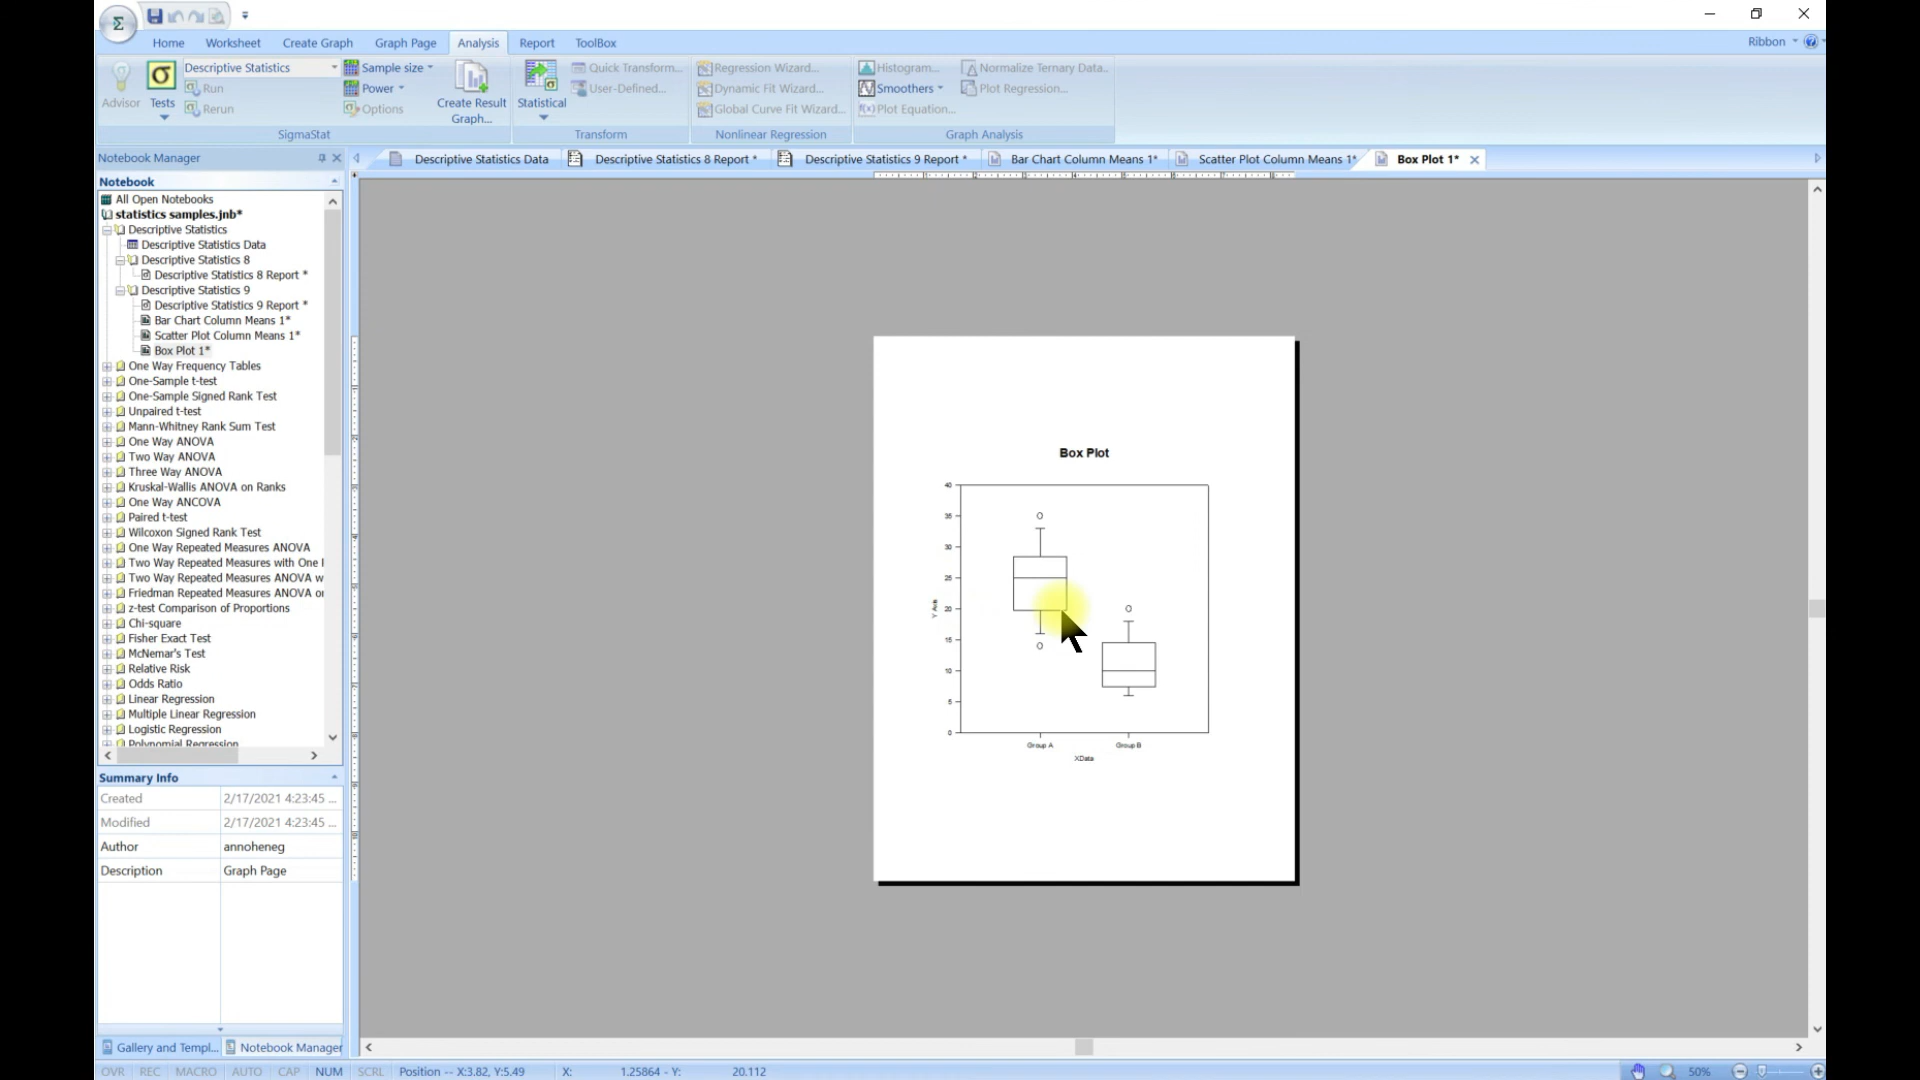 Ribbon
Home Worksheet Create Graph Graph Page Analysis Report ToolBox
Advisor
Tests
Descriptive Statistics
Run
Rerun
Sample size
Power
Options
SigmaStat
Create Result
Graph...
Statistical
Quick Transform...
User-Defined...
Transform
Regression Wizard...
Dynamic Fit Wizard...
Global Curve Fit Wizard...
Nonlinear Regression
Histogram...
Smoothers
Plot Equation...
Normalize Ternary Data..
Plot Regression...
Graph Analysis
Notebook Manager
Descriptive Statistics Data
Descriptive Statistics 8 Report *
Descriptive Statistics 9 Report *
Bar Chart Column Means 1*
Scatter Plot Column Means 1*
Box Plot 1*
Notebook
All Open Notebooks
statistics samples.jnb*
Descriptive Statistics
Descriptive Statistics Data
Descriptive Statistics 8
Descriptive Statistics 8 Report *
Descriptive Statistics 9
Descriptive Statistics 9 Report *
Bar Chart Column Means 1*
Scatter Plot Column Means 1*
Box Plot 1*
One Way Frequency Tables
One-Sample t-test
One-Sample Signed Rank Test
Unpaired t-test
Mann-Whitney Rank Sum Test
One Way ANOVA
Two Way ANOVA
Three Way ANOVA
Kruskal-Wallis ANOVA on Ranks
One Way ANCOVA
Paired t-test
Wilcoxon Signed Rank Test
One Way Repeated Measures ANOVA
Two Way Repeated Measures with One
Two Way Repeated Measures ANOVA w
Friedman Repeated Measures ANOVA o
z-test Comparison of Proportions
Chi-square
Fisher Exact Test
McNemar's Test
Relative Risk
Odds Ratio
Linear Regression
Multiple Linear Regression
Logistic Regression
Polynomial Regression
Summary Info
Created 2/17/2021 4:23:45 ...
Modified 2/17/2021 4:23:45 ...
Author annoheneg
Description Graph Page
Gallery and Templ...
Notebook Manager
Box Plot
40
35
30
25
20
15
10
5
0
Y Axis
Group A Group B
XData
OVR REC MACRO AUTO CAP NUM SCRL Position -- X:3.82, Y:5.49 X: 1.25864 - Y: 20.112 50%